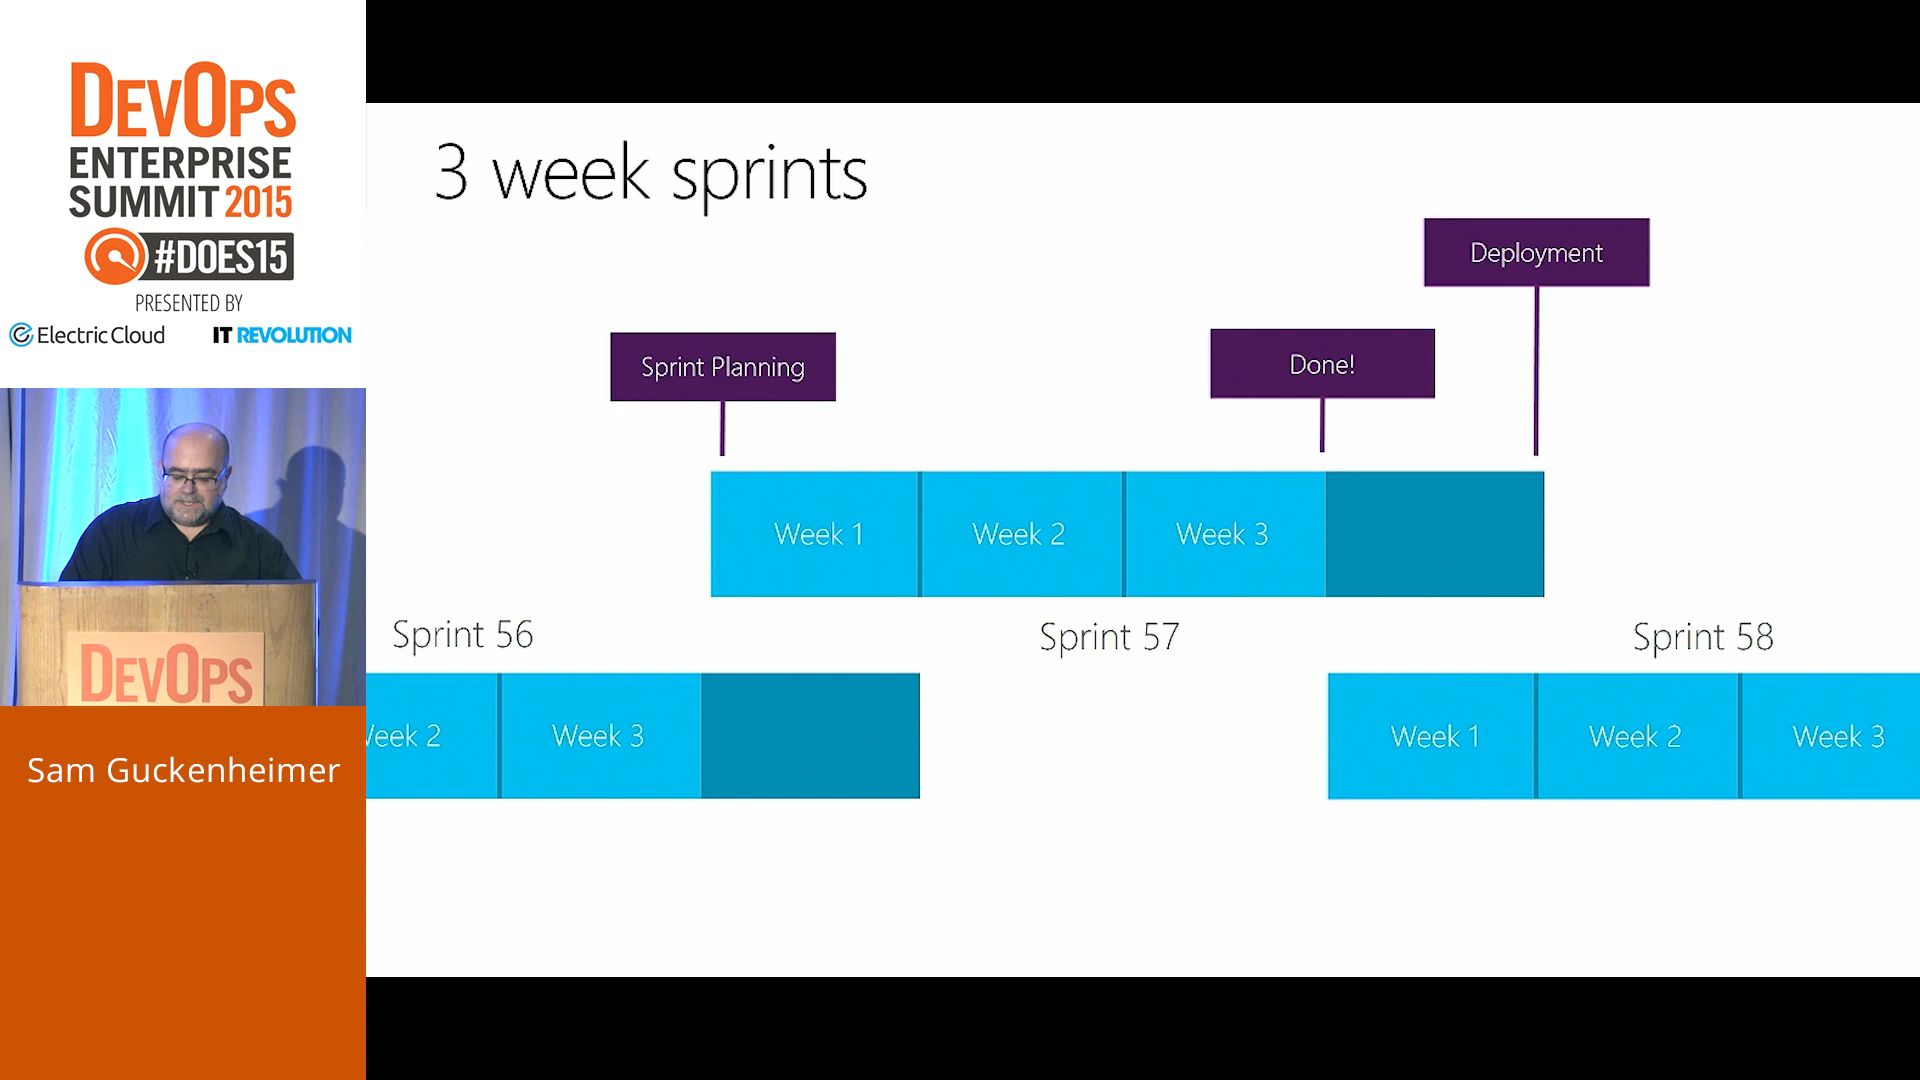 DEVOPS
ENTERPRISE
SUMMIT 2015
#DOES15
PRESENTED BY
Electric Cloud
IT REVOLUTION
DEVOPS
Sam Guckenheimer
3 week sprints
Deployment
Sprint Planning
Done!
Week 1
Week 2
Week 3
Sprint 56
Sprint 57
Sprint 58
Week 2
Week 3
Week 1
Week 2
Week 3